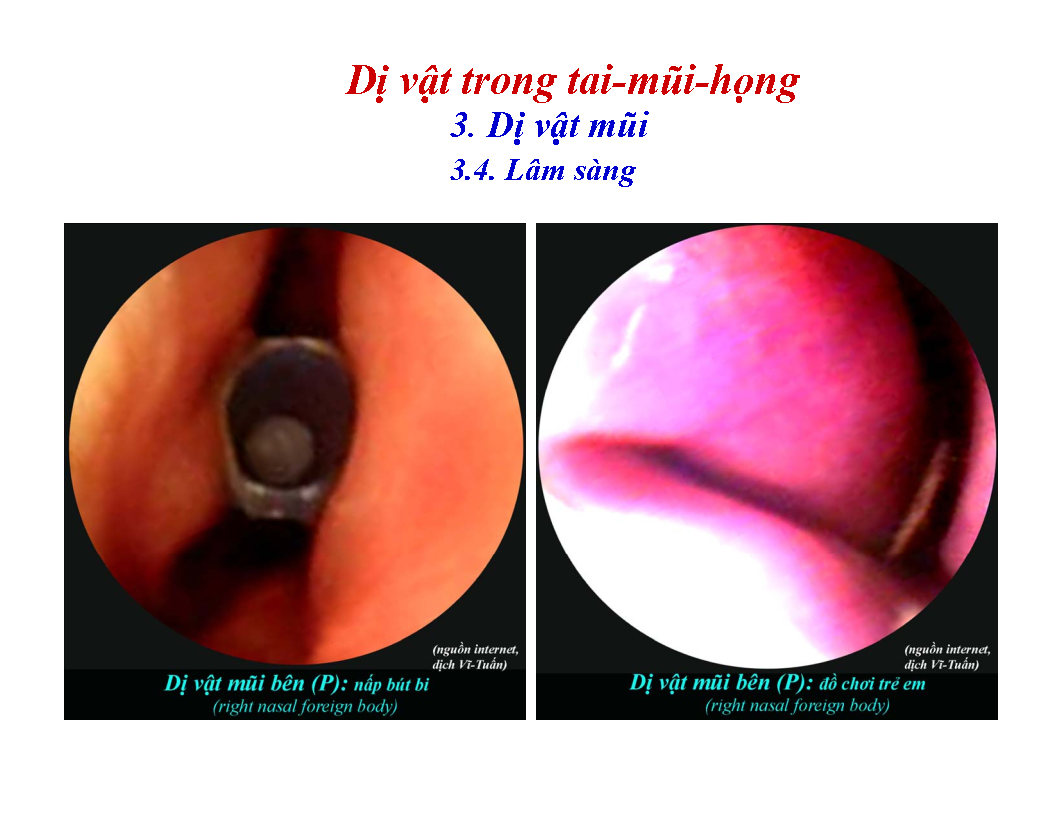 Dị vật trong tai-mũi-họng
3. Dị vật mũi
3.4. Lâm sàng
(nguồn internet,
dịch Vĩ-Tuấn)
Dị vật mũi bên (P): nắp bút bi
(right nasal foreign body)
(nguồn internet,
dịch Vĩ-Tuấn)
Dị vật mũi bên (P): đồ chơi trẻ em
(right nasal foreign body)